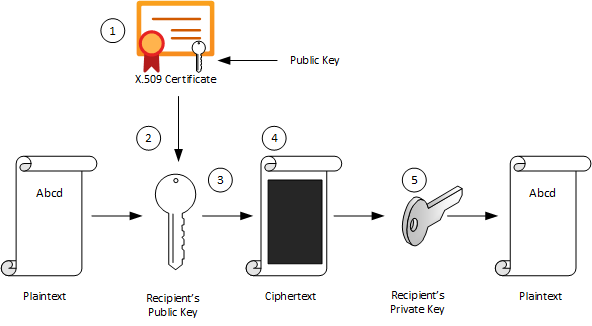 1
Public Key
X.509 Certificate
2
4
3
5
Abcd
Abcd
Plaintext
Recipient's
Public Key
Ciphertext
Recipient's
Private Key
Plaintext